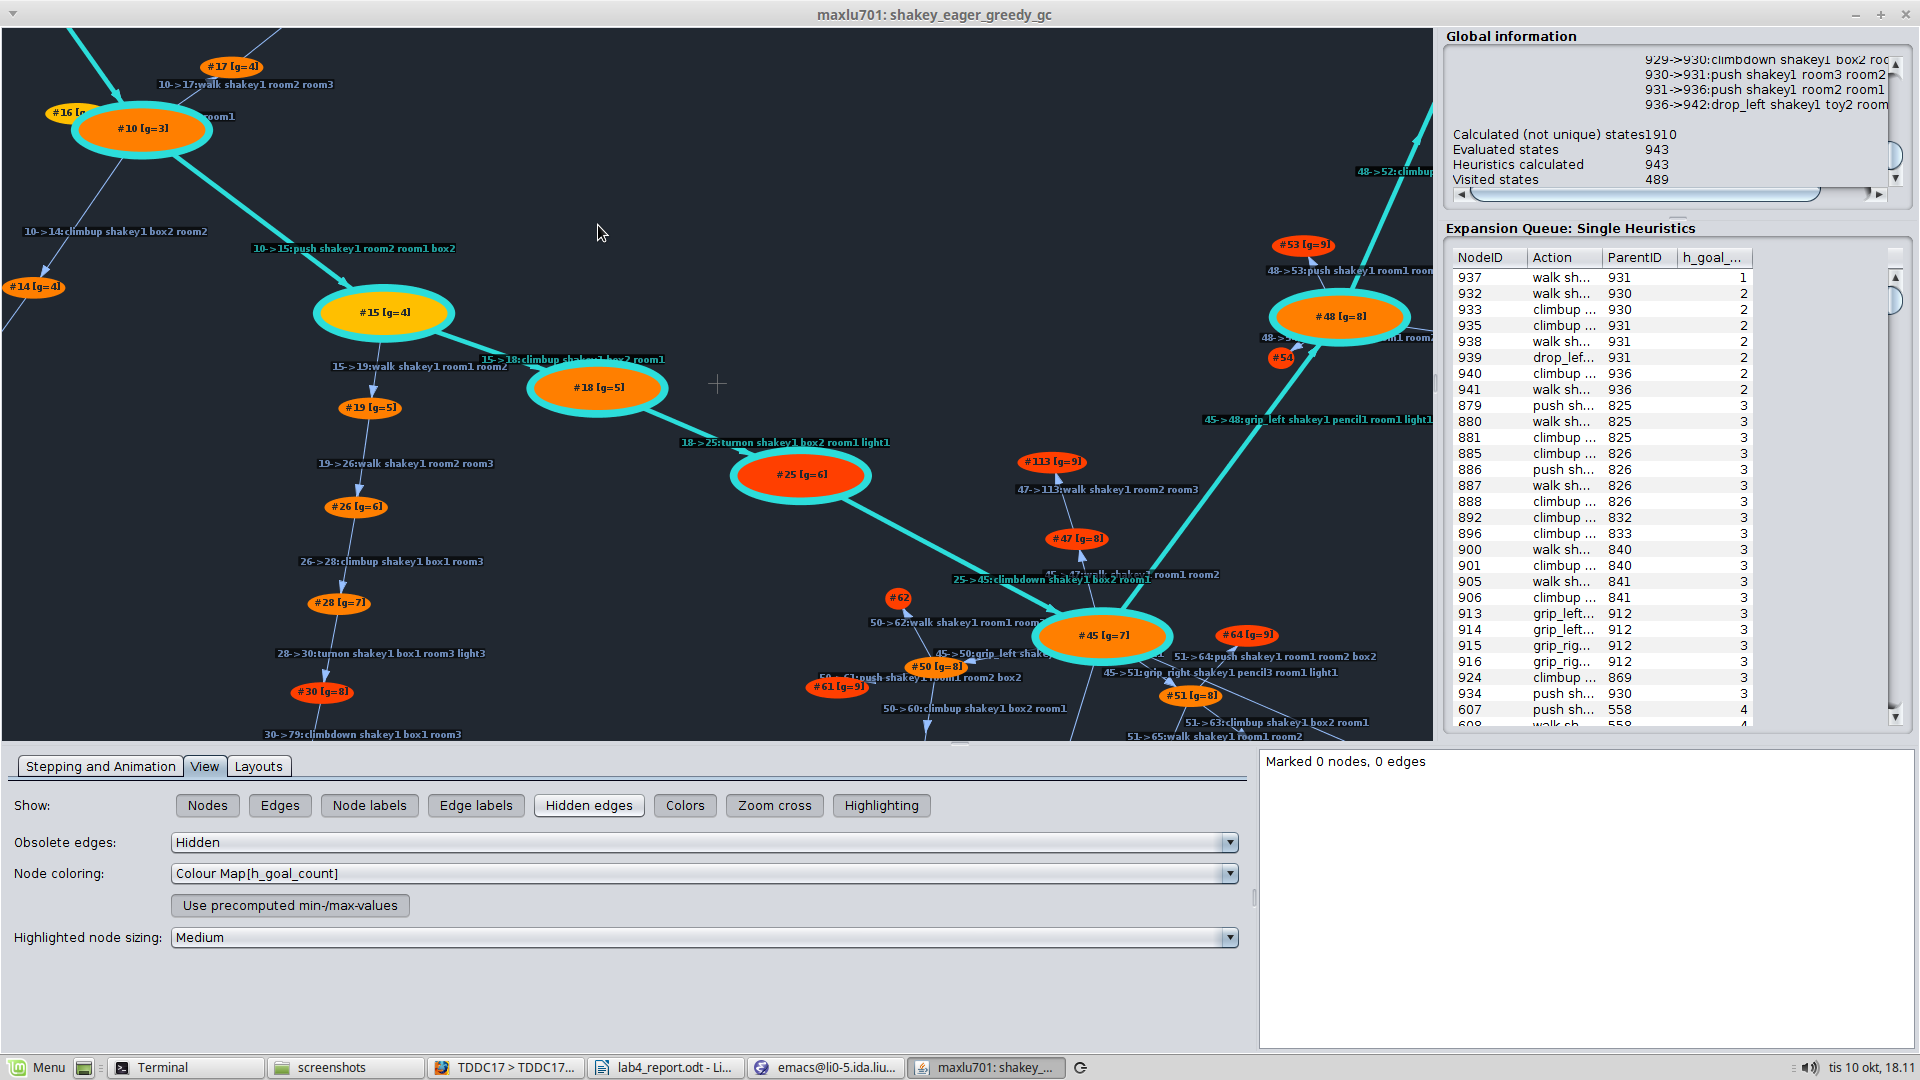 maxlu701: shakey_eager_greedy_gc
#17 [g=4]
10->17:walk shakey1 room2 room3
#16 [g
room1
#10 [g=3]
10->14:climbup shakey1 box2 room2
10->15:push shakey1 room2 room1 box2
#14 [g=4]
#15 [g=4]
15->19:walk shakey1 room1 room2
15->18:climbup shakey1 box2 room1
#18 [g=5]
#19 [g=5]
18->25:turnon shakey1 box2 room1 light1
19->26:walk shakey1 room2 room3
#25 [g=6]
#26 [g=6]
26->28:climbup shakey1 box1 room3
#28 [g=7]
28->30:turnon shakey1 box1 room3 light3
#30 [g=8]
30->79:climbdown shakey1 box1 room3
48->52:climbup
#53 [g=9]
48->53:push shakey1 room1 room
#48 [g=8]
#54
45->48:grip_left shakey1 pencil1 room1 light1
#113 [g=9]
47->113:walk shakey1 room2 room3
#47 [g=8]
25->45:climbdown shakey1 box2 room1
room1 room2
#62
50->62:walk shakey1 room1 room
#45 [g=7]
#64 [g=9]
45->50:grip_left shake
51->64:push shakey1 room1 room2 box2
#50 [g=8]
45->51:grip_right shakey1 pencil3 room1 light1
push shakey1 room1 room2 box2
#61 [g=9]
#51 [g=8]
50->60:climbup shakey1 box2 room1
51->63:climbup shakey1 box2 room1
51->65:walk shakey1 room1 room2
Global information
929->930:climbdown shakey1 box2 roo
930->931:push shakey1 room3 room2
931->936:push shakey1 room2 room1
936->942:drop_left shakey1 toy2 room
Calculated (not unique) states1910
Evaluated states 943
Heuristics calculated 943
Visited states 489
Expansion Queue: Single Heuristics
NodeID Action ParentID h_goal_...
937 walk sh... 931 1
932 walk sh... 930 2
933 climbup ... 930 2
935 climbup ... 931 2
938 walk sh... 931 2
939 drop_lef... 931 2
940 climbup ... 936 2
941 walk sh... 936 2
879 push sh... 825 3
880 walk sh... 825 3
881 climbup ... 825 3
885 climbup ... 826 3
886 push sh... 826 3
887 walk sh... 826 3
888 climbup ... 826 3
892 climbup ... 832 3
896 climbup ... 833 3
900 walk sh... 840 3
901 climbup ... 840 3
905 walk sh... 841 3
906 climbup ... 841 3
913 grip_left... 912 3
914 grip_left... 912 3
915 grip_rig... 912 3
916 grip_rig... 912 3
924 climbup ... 869 3
934 push sh... 930 3
607 push sh... 558 4
608 walk sh... 558 4
Stepping and Animation View Layouts
Show: Nodes Edges Node labels Edge labels Hidden edges Colors Zoom cross Highlighting
Obsolete edges: Hidden
Node coloring: Colour Map[h_goal_count]
Use precomputed min-/max-values
Highlighted node sizing: Medium
Marked 0 nodes, 0 edges
Menu Terminal screenshots TDDC17 > TDDC17... lab4_report.odt - Li... emacs@li0-5.ida.liu... maxlu701: shakey_... tis 10 okt, 18.11